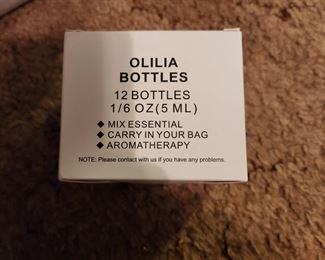 OLILIA
BOTTLES
12 BOTTLES
1/6 OZ(5 ML)
◆ MIX ESSENTIAL
◆ CARRY IN YOUR BAG
◆ AROMATHERAPY
NOTE: Please contact with us if you have any problems.